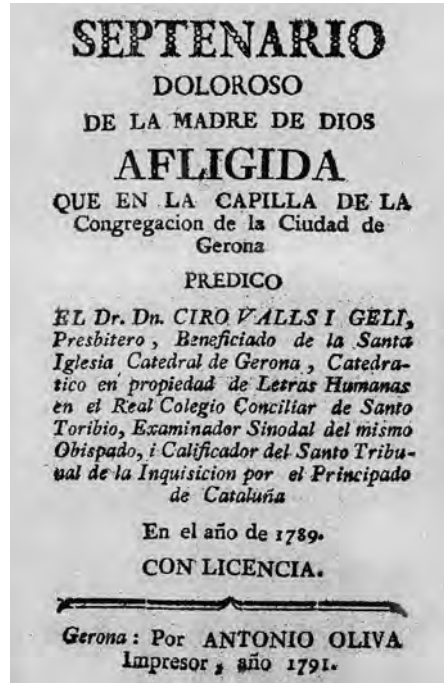 SEPTENARIO
DOLOROSO
DE LA MADRE DE DIOS
AFLIGIDA
QUE EN LA CAPILLA DE LA
Congregacion de la Ciudad de
Gerona
PREDICO
EL Dr. Dn. CIRO VALLS I GELI,
Presbitero, Beneficiado de la Santa
Iglesia Catedral de Gerona, Catedra-
tico en propiedad de Letras Humanas
en el Real Colegio Conciliar de Santo
Toribio, Examinador Sinodal del mismo
Obispado, i Calificador del Santo Tribu-
nal de la Inquisicion por el Principado
de Cataluña
En el año de 1789.
CON LICENCIA.
Gerona: Por ANTONIO OLIVA
Impresor, año 1791.